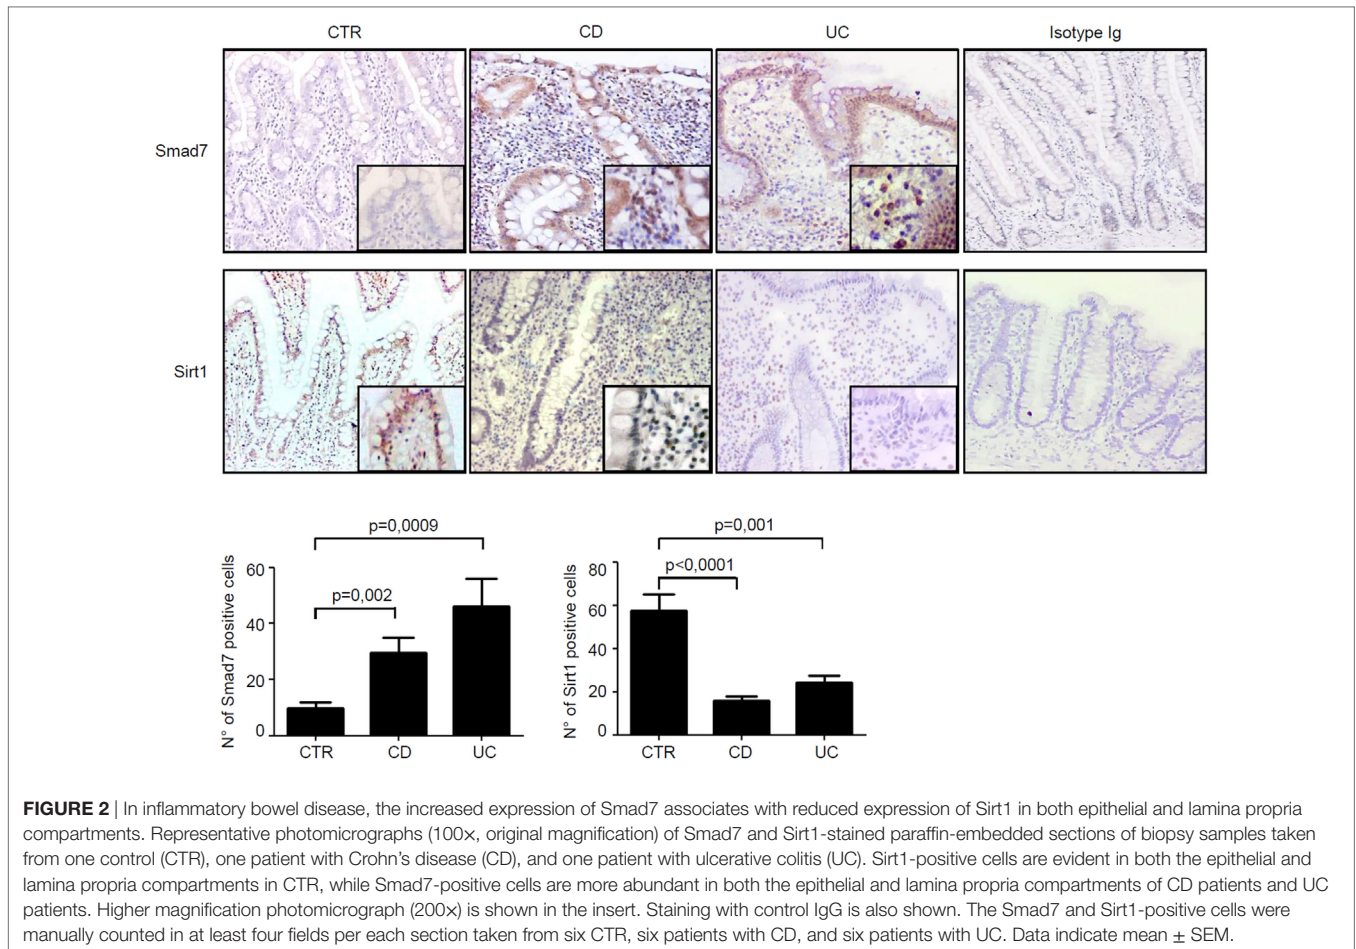 CTR CD UC Isotype Ig
Smad7
Sirt1
p=0,0009
p=0,002
60
40
20
0
N° of Smad7 positive cells
CTR CD UC
p=0,001
p<0,0001
80
60
40
20
0
N° of Sirt1 positive cells
CTR CD UC
FIGURE 2 | In inflammatory bowel disease, the increased expression of Smad7 associates with reduced expression of Sirt1 in both epithelial and lamina propria
compartments. Representative photomicrographs (100×, original magnification) of Smad7 and Sirt1-stained paraffin-embedded sections of biopsy samples taken
from one control (CTR), one patient with Crohn’s disease (CD), and one patient with ulcerative colitis (UC). Sirt1-positive cells are evident in both the epithelial and
lamina propria compartments in CTR, while Smad7-positive cells are more abundant in both the epithelial and lamina propria compartments of CD patients and UC
patients. Higher magnification photomicrograph (200×) is shown in the insert. Staining with control IgG is also shown. The Smad7 and Sirt1-positive cells were
manually counted in at least four fields per each section taken from six CTR, six patients with CD, and six patients with UC. Data indicate mean ± SEM.